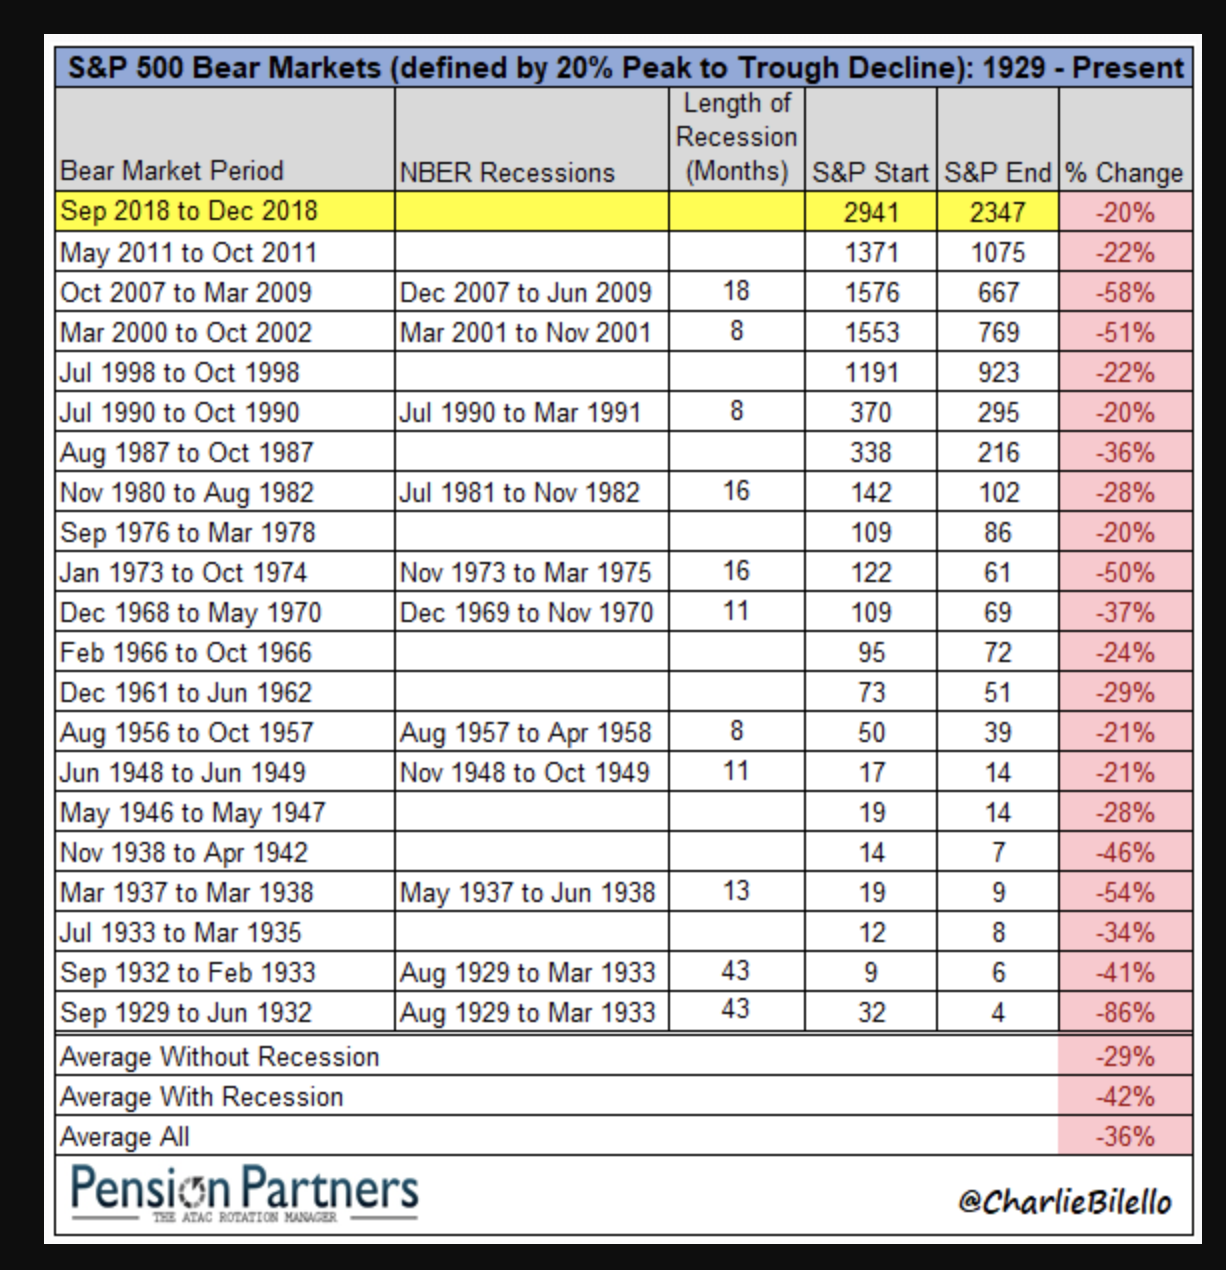 S&P 500 Bear Markets (defined by 20% Peak to Trough Decline): 1929 - Present
Bear Market Period NBER Recessions Length of Recession (Months) S&P Start S&P End % Change
Sep 2018 to Dec 2018 2941 2347 -20%
May 2011 to Oct 2011 1371 1075 -22%
Oct 2007 to Mar 2009 Dec 2007 to Jun 2009 18 1576 667 -58%
Mar 2000 to Oct 2002 Mar 2001 to Nov 2001 8 1553 769 -51%
Jul 1998 to Oct 1998 1191 923 -22%
Jul 1990 to Oct 1990 Jul 1990 to Mar 1991 8 370 295 -20%
Aug 1987 to Oct 1987 338 216 -36%
Nov 1980 to Aug 1982 Jul 1981 to Nov 1982 16 142 102 -28%
Sep 1976 to Mar 1978 109 86 -20%
Jan 1973 to Oct 1974 Nov 1973 to Mar 1975 16 122 61 -50%
Dec 1968 to May 1970 Dec 1969 to Nov 1970 11 109 69 -37%
Feb 1966 to Oct 1966 95 72 -24%
Dec 1961 to Jun 1962 73 51 -29%
Aug 1956 to Oct 1957 Aug 1957 to Apr 1958 8 50 39 -21%
Jun 1948 to Jun 1949 Nov 1948 to Oct 1949 11 17 14 -21%
May 1946 to May 1947 19 14 -28%
Nov 1938 to Apr 1942 14 7 -46%
Mar 1937 to Mar 1938 May 1937 to Jun 1938 13 19 9 -54%
Jul 1933 to Mar 1935 12 8 -34%
Sep 1932 to Feb 1933 Aug 1929 to Mar 1933 43 9 6 -41%
Sep 1929 to Jun 1932 Aug 1929 to Mar 1933 43 32 4 -86%
Average Without Recession -29%
Average With Recession -42%
Average All -36%
Pension Partners
THE ATAC ROTATION MANAGER
@CharlieBilello